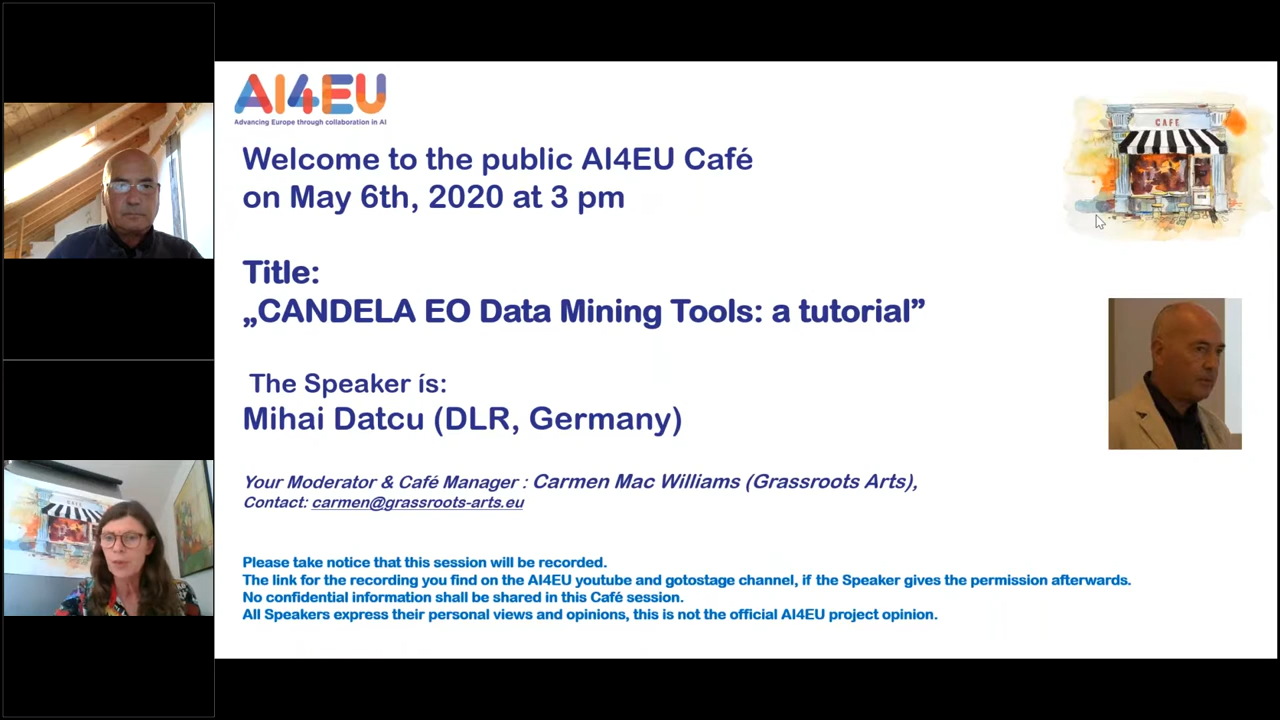 AI4EU
Advancing Europe through collaboration in AI
CAFE
Welcome to the public AI4EU Café
on May 6th, 2020 at 3 pm
Title:
„CANDELA EO Data Mining Tools: a tutorial”
The Speaker ís:
Mihai Datcu (DLR, Germany)
Your Moderator & Café Manager : Carmen Mac Williams (Grassroots Arts),
Contact: carmen@grassroots-arts.eu
Please take notice that this session will be recorded.
The link for the recording you find on the AI4EU youtube and gotostage channel, if the Speaker gives the permission afterwards.
No confidential information shall be shared in this Café session.
All Speakers express their personal views and opinions, this is not the official AI4EU project opinion.